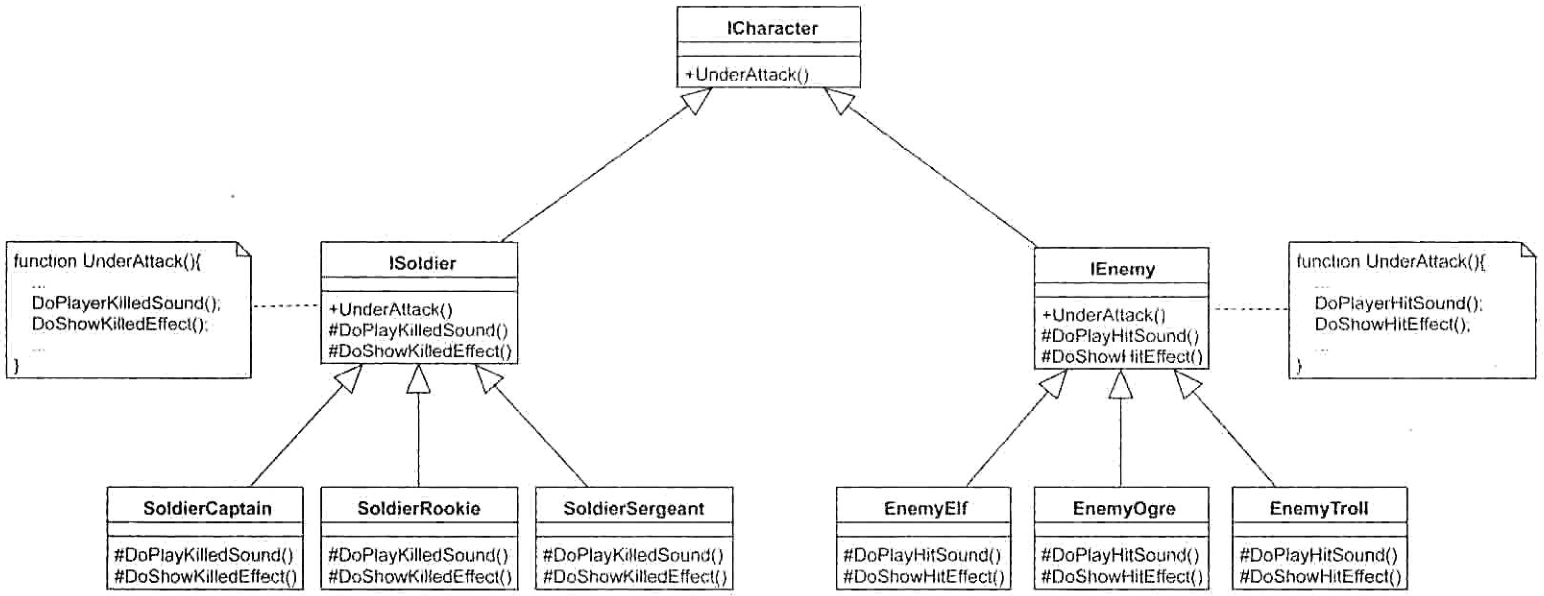 ICharacter
+UnderAttack()
function UnderAttack(){
...
DoPlayerKilledSound();
DoShowKilledEffect();
...
}
ISoldier
+UnderAttack()
#DoPlayKilledSound()
#DoShowKilledEffect()
IEnemy
+UnderAttack()
#DoPlayHitSound()
#DoShowHitEffect()
function UnderAttack(){
...
DoPlayerHitSound();
DoShowHitEffect();
...
}
SoldierCaptain
#DoPlayKilledSound()
#DoShowKilledEffect()
SoldierRookie
#DoPlayKilledSound()
#DoShowKilledEffect()
SoldierSergeant
#DoPlayKilledSound()
#DoShowKilledEffect()
EnemyElf
#DoPlayHitSound()
#DoShowHitEffect()
EnemyOgre
#DoPlayHitSound()
#DoShowHitEffect()
EnemyTroll
#DoPlayHitSound()
#DoShowHitEffect()